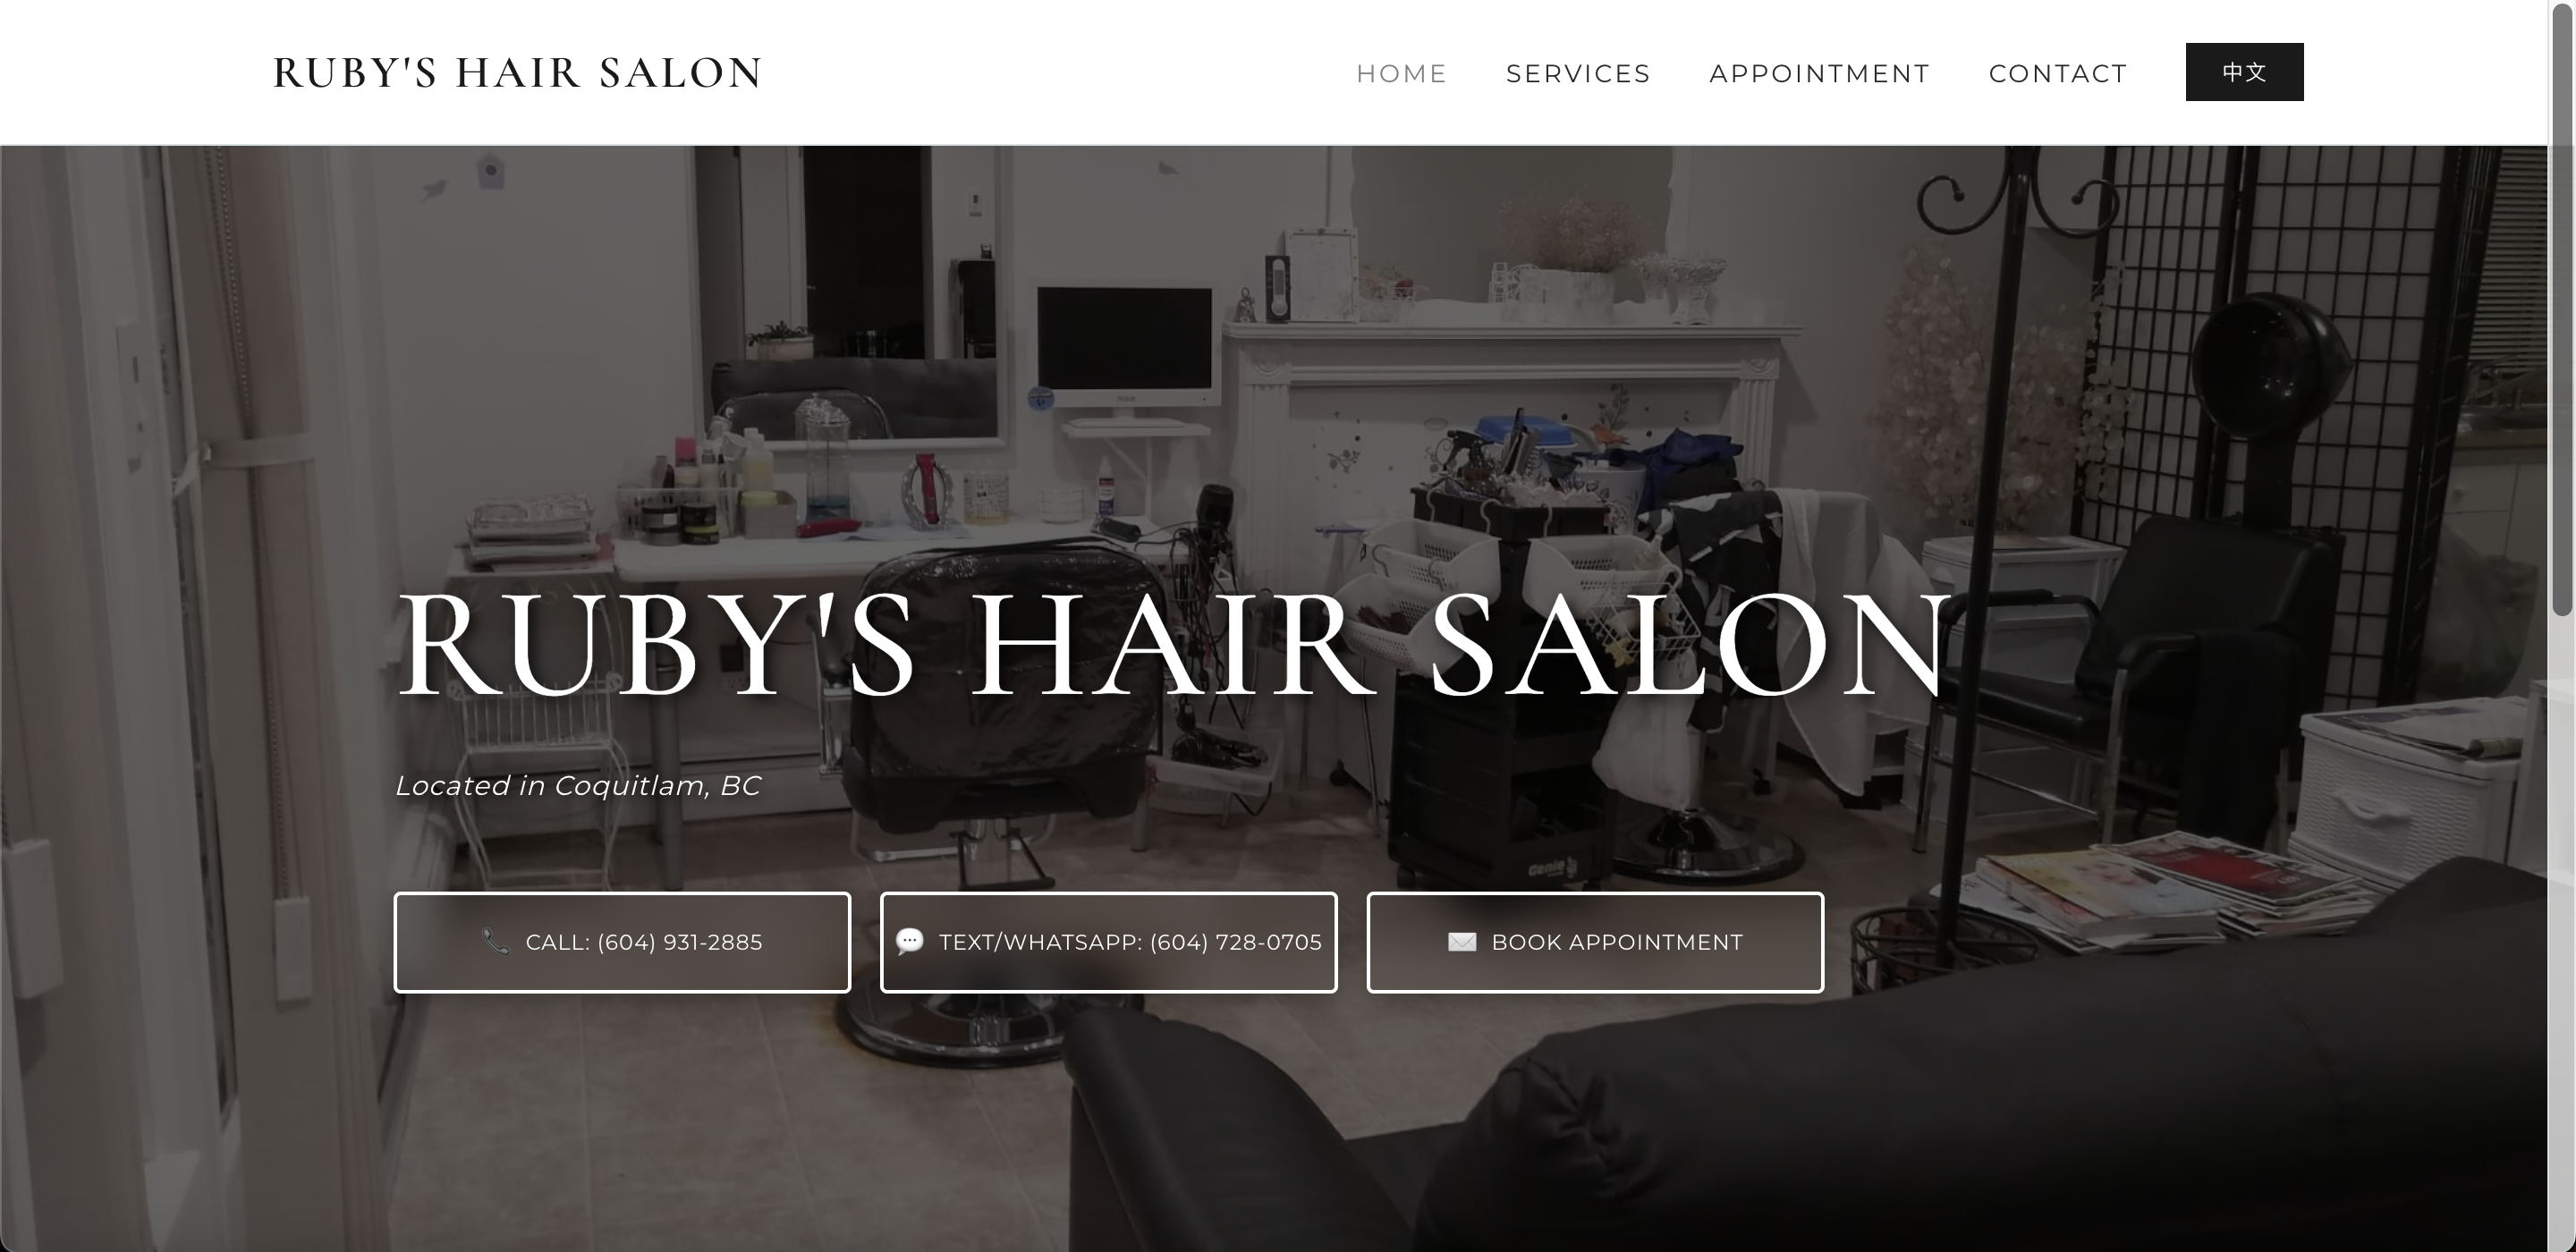 RUBY'S HAIR SALON
HOME SERVICES APPOINTMENT CONTACT 中文
RUBY'S HAIR SALON
Located in Coquitlam, BC
📞 CALL: (604) 931-2885
💬 TEXT/WHATSAPP: (604) 728-0705
✉️ BOOK APPOINTMENT
Genie